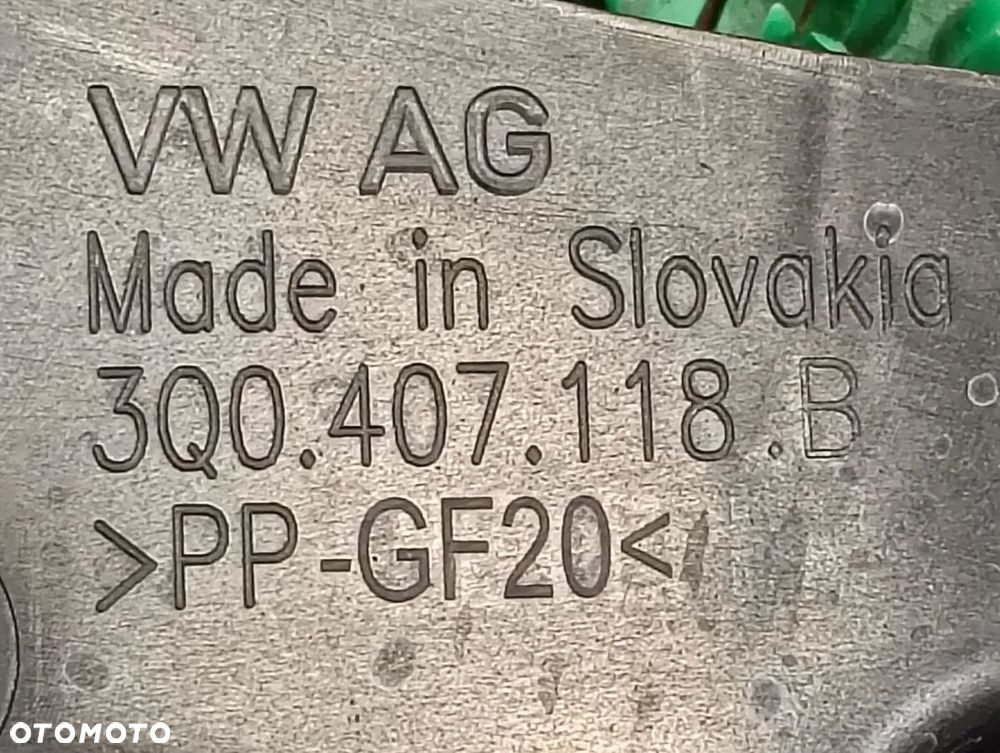 VW AG
Made in Slovakia
3Q0.407.118.B
>PP-GF20<
OTOMOTO